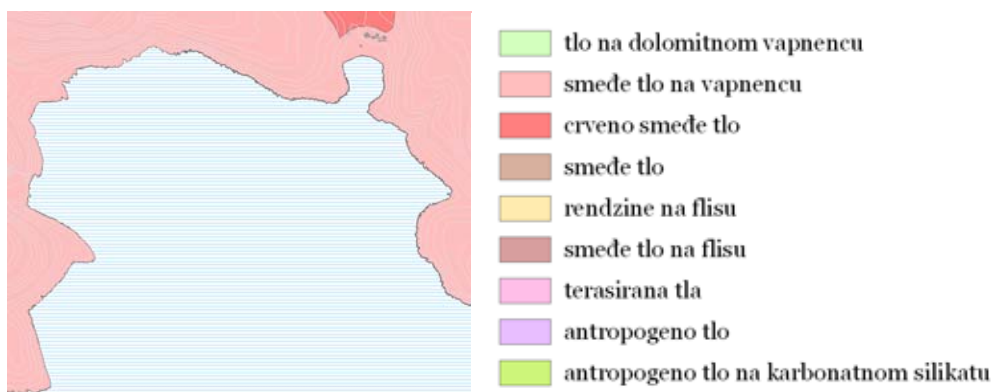 tlo na dolomitnom vapnencu
smeđe tlo na vapnencu
crveno smeđe tlo
smeđe tlo
rendzine na flisu
smeđe tlo na flisu
terasirana tla
antropogeno tlo
antropogeno tlo na karbonatnom silikatu